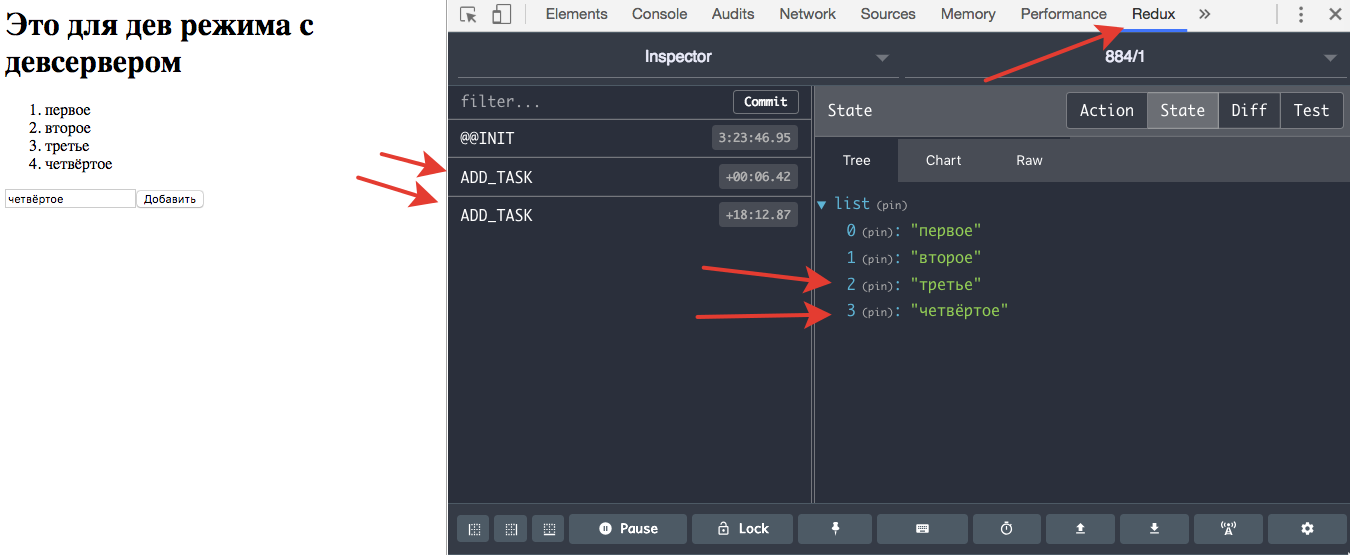 Это для дев режима с
девсервером
1. первое
2. второе
3. третье
4. четвёртое
четвёртое Добавить
Elements Console Audits Network Sources Memory Performance Redux
Inspector 884/1
filter... Commit
@@INIT 3:23:46.95
ADD_TASK +00:06.42
ADD_TASK +18:12.87
State Action State Diff Test
Tree Chart Raw
list (pin)
0 (pin): "первое"
1 (pin): "второе"
2 (pin): "третье"
3 (pin): "четвёртое"
Pause Lock